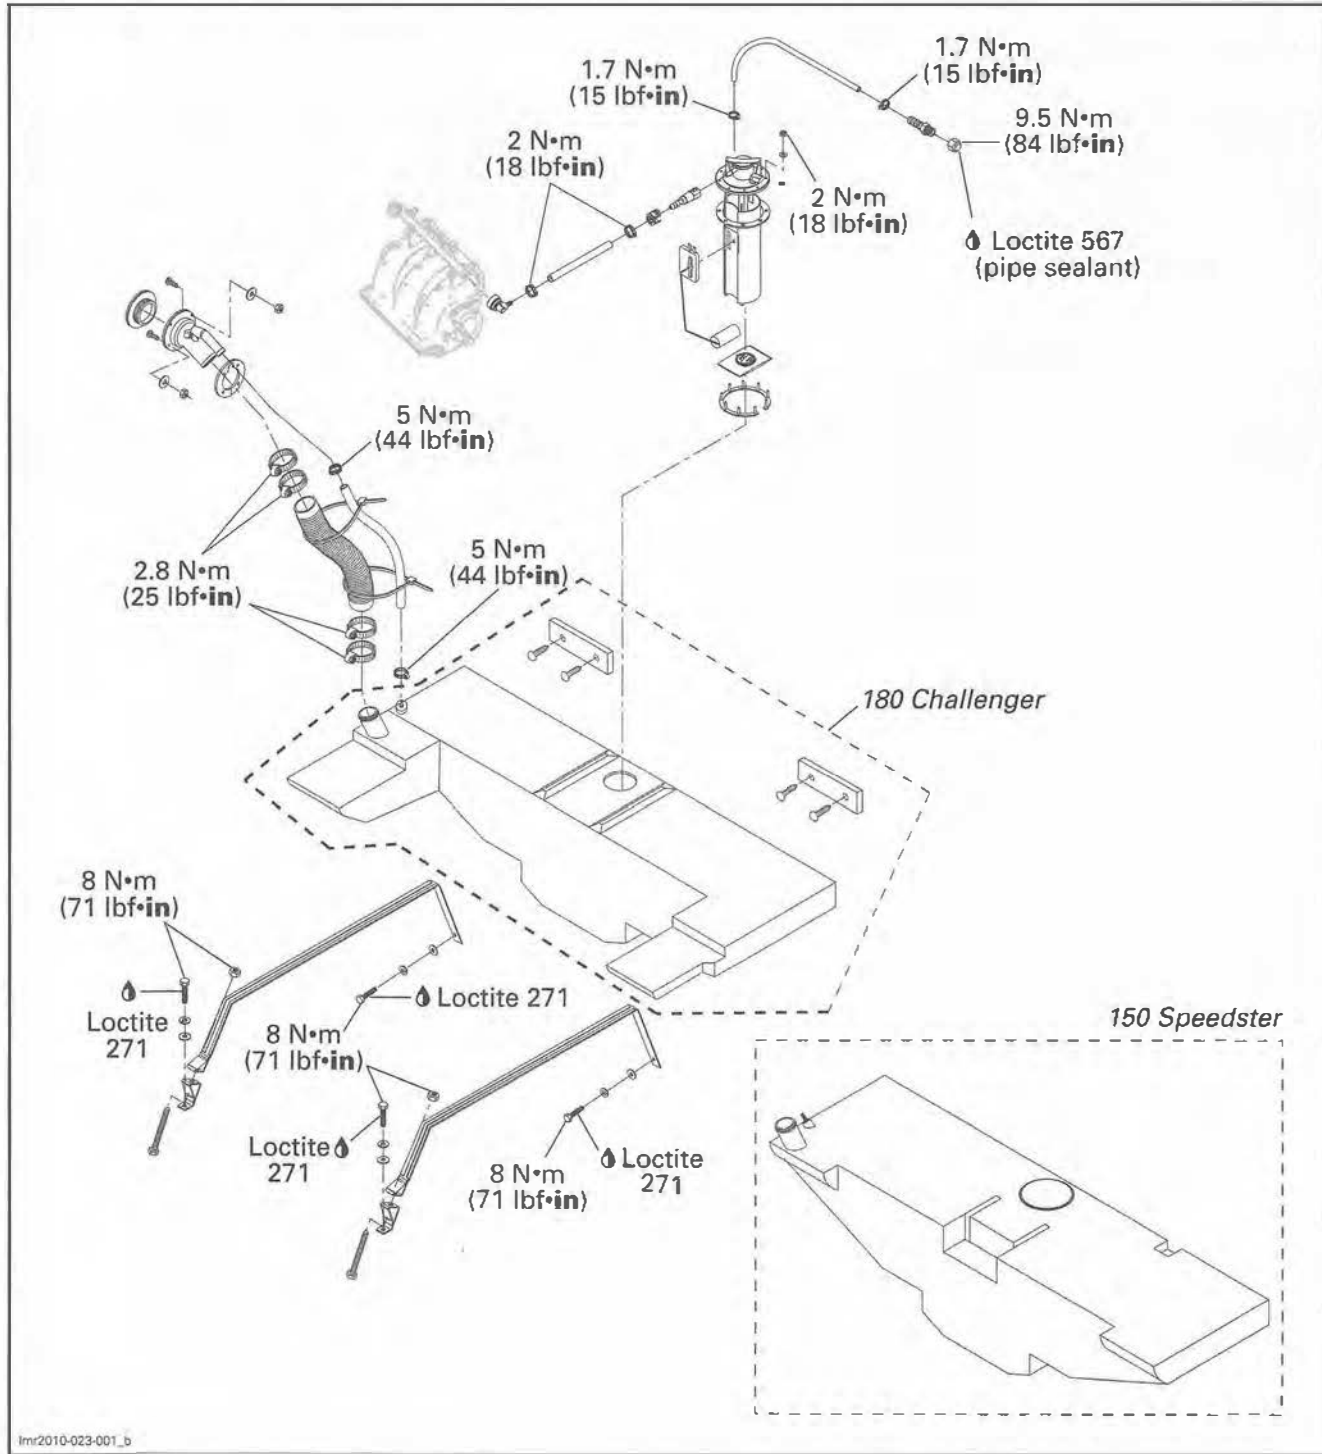 1.7 N•m
(15 lbf•in)
1.7 N•m
(15 lbf•in)
9.5 N•m
(84 lbf•in)
2 N•m
(18 lbf•in)
2 N•m
(18 lbf•in)
Loctite 567
(pipe sealant)
5 N•m
(44 lbf•in)
2.8 N•m
(25 lbf•in)
5 N•m
(44 lbf•in)
180 Challenger
8 N•m
(71 lbf•in)
Loctite
271
Loctite 271
8 N•m
(71 lbf•in)
Loctite
271
8 N•m
(71 lbf•in)
Loctite
271
150 Speedster
lmr2010-023-001_b